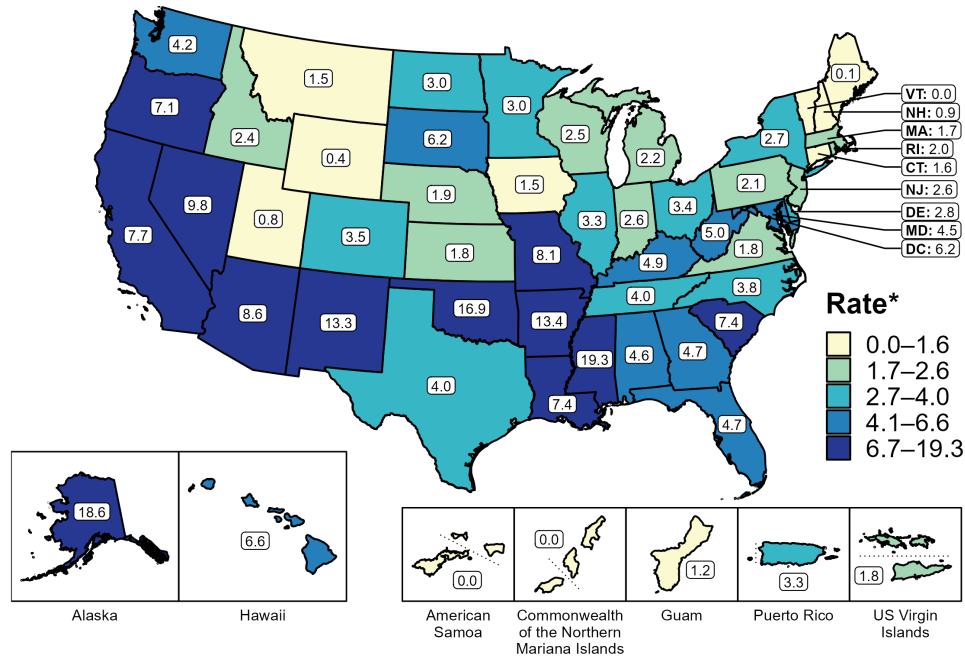 4.2
1.5
3.0
3.0
0.1
VT: 0.0
NH: 0.9
MA: 1.7
RI: 2.0
CT: 1.6
NJ: 2.6
DE: 2.8
MD: 4.5
DC: 6.2
7.1
2.4
0.4
6.2
2.5
2.2
2.7
9.8
0.8
1.9
1.5
3.3
2.6
3.4
2.1
7.7
3.5
1.8
8.1
4.9
5.0
1.8
8.6
13.3
16.9
13.4
4.0
3.8
4.0
7.4
19.3
4.6
4.7
7.4
4.7
Rate*
0.0–1.6
1.7–2.6
2.7–4.0
4.1–6.6
6.7–19.3
18.6
6.6
0.0
0.0
1.2
3.3
1.8
Alaska
Hawaii
American
Samoa
Commonwealth
of the Northern
Mariana Islands
Guam
Puerto Rico
US Virgin
Islands